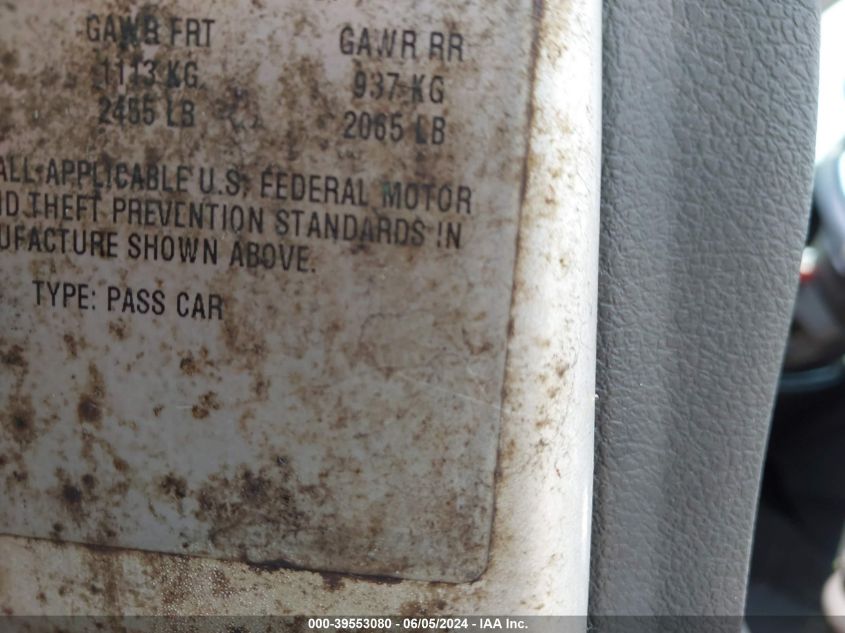 GAWR FRT GAWR RR
1113 KG 937 KG
2455 LB 2065 LB
ALL APPLICABLE U.S. FEDERAL MOTOR
THEFT PREVENTION STANDARDS IN
SHOWN ABOVE.
TYPE: PASS CAR
000-39553080 - 06/05/2024 - IAA Inc.